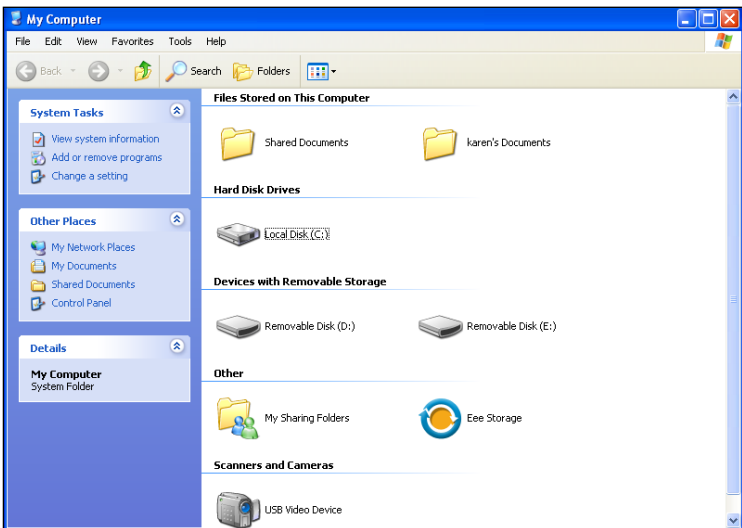 My Computer
File Edit View Favorites Tools Help
Back Search Folders
System Tasks
View system information
Add or remove programs
Change a setting
Other Places
My Network Places
My Documents
Shared Documents
Control Panel
Details
My Computer
System Folder
Files Stored on This Computer
Shared Documents karen's Documents
Hard Disk Drives
Local Disk (C:)
Devices with Removable Storage
Removable Disk (D:) Removable Disk (E:)
Other
My Sharing Folders Eee Storage
Scanners and Cameras
USB Video Device